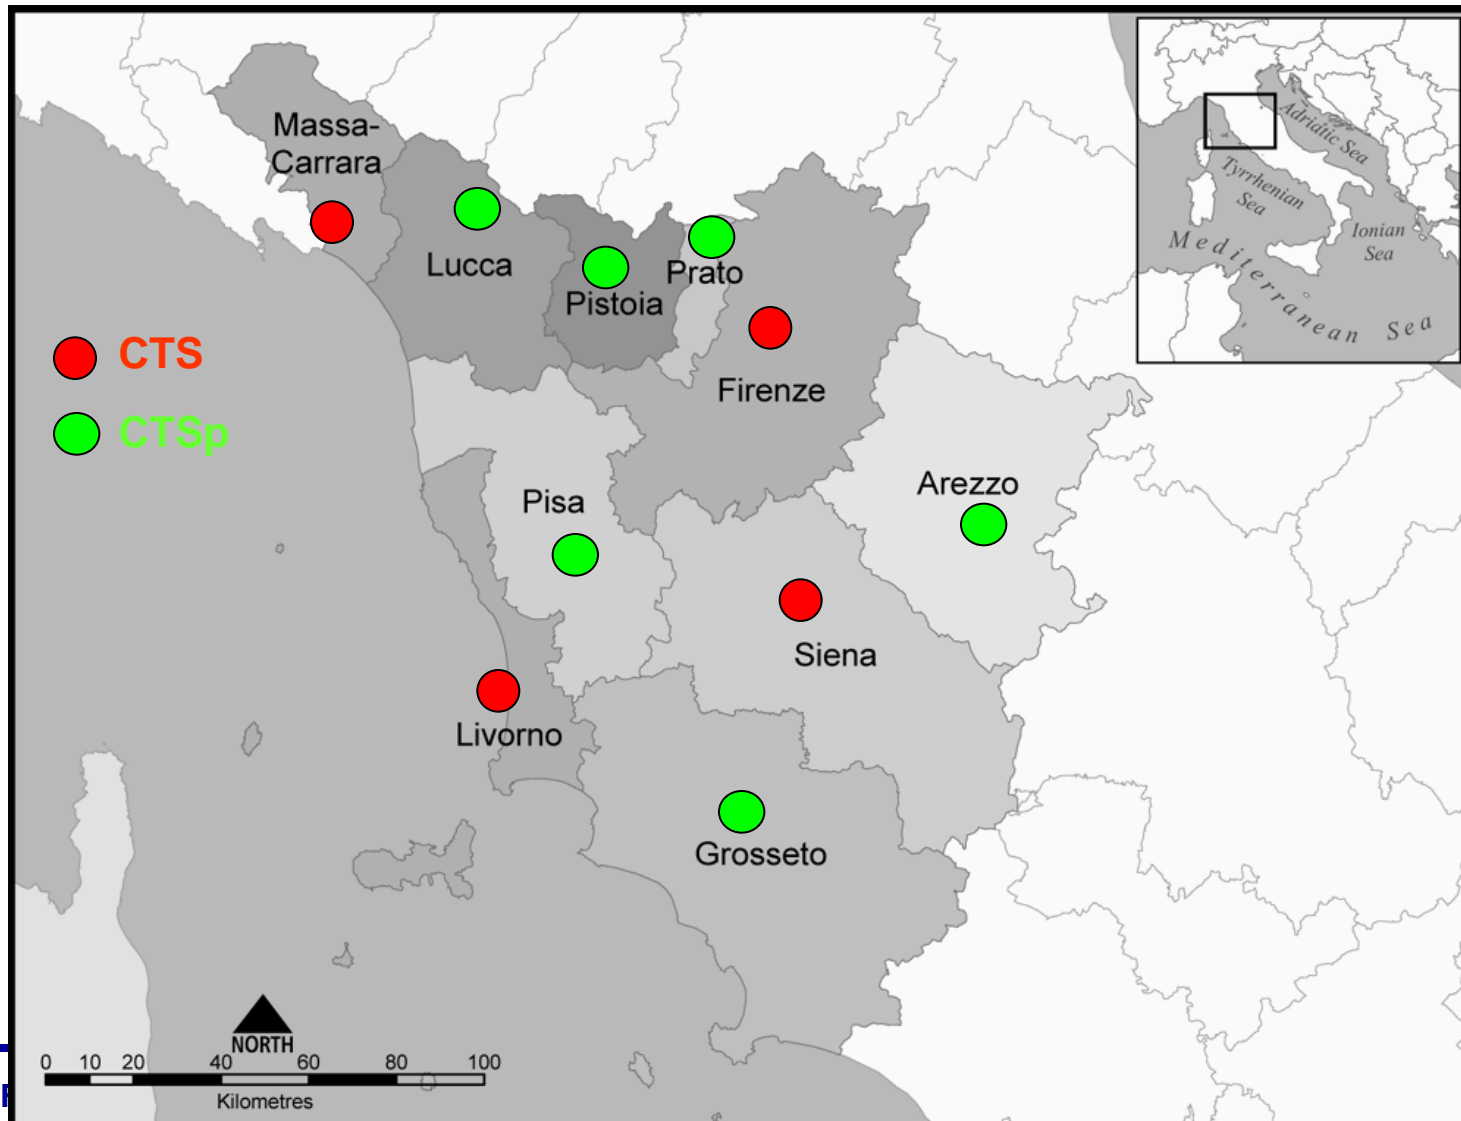 Massa-
Carrara
Lucca
Pistoia
Prato
Firenze
CTS
CTSp
Pisa
Arezzo
Siena
Livorno
Grosseto
Adriatic Sea
Tyrrhenian
Sea
Ionian
Sea
Mediterranean Sea
NORTH
0 10 20 40 60 80 100
Kilometres